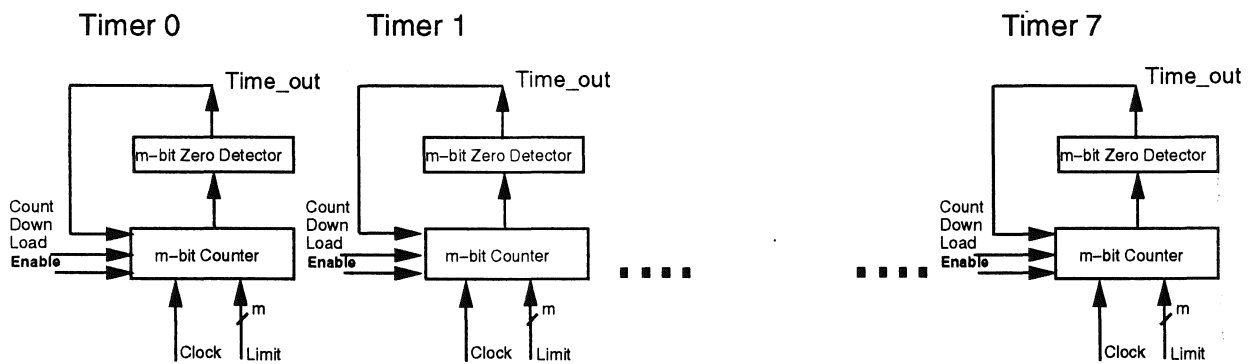 Timer 0
Timer 1
Timer 7
Time_out
Time_out
Time_out
m-bit Zero Detector
m-bit Zero Detector
m-bit Zero Detector
Count
Down
Load
Enable
m-bit Counter
Count
Down
Load
Enable
m-bit Counter
Count
Down
Load
Enable
m-bit Counter
m
m
m
Clock
Limit
Clock
Limit
Clock
Limit